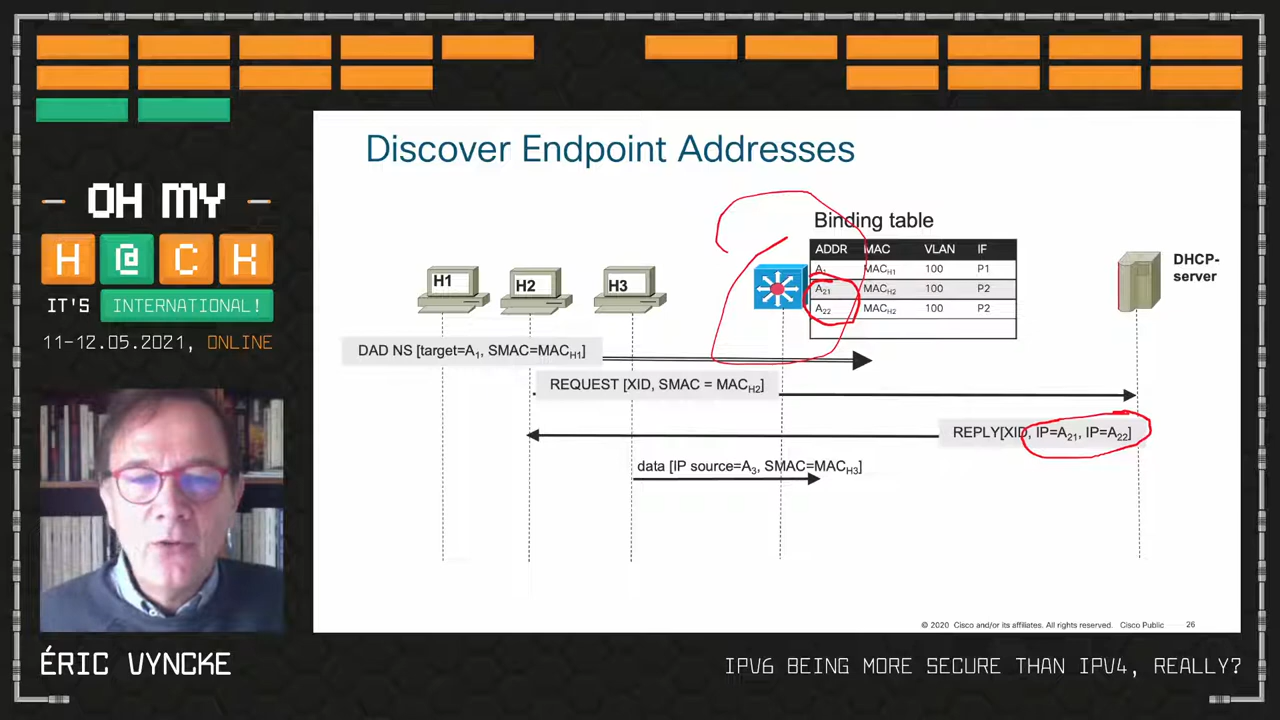 OH MY
H@CK
IT'S INTERNATIONAL!
11-12.05.2021, ONLINE
Discover Endpoint Addresses
Binding table
ADDR MAC VLAN IF
A1 MACH1 100 P1
A21 MACH2 100 P2
A22 MACH2 100 P2
H1
H2
H3
DHCP-
server
DAD NS [target=A1, SMAC=MACH1]
REQUEST [XID, SMAC = MACH2]
REPLY[XID, IP=A21, IP=A22]
data [IP source=A3, SMAC=MACH3]
© 2020 Cisco and/or its affiliates. All rights reserved. Cisco Public 26
ÉRIC VYNCKE
IPV6 BEING MORE SECURE THAN IPV4, REALLY?